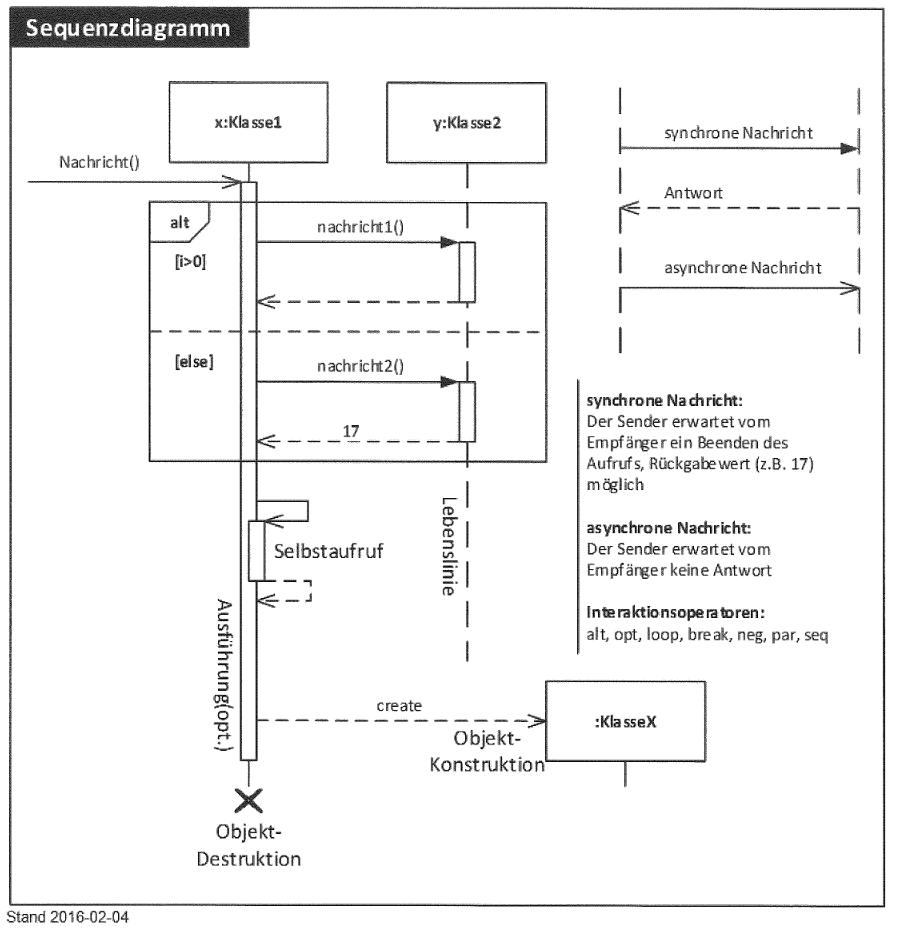 Sequenzdiagramm
x:Klasse1
y:Klasse2
Nachricht()
alt
[i>0]
nachricht1()
[else]
nachricht2()
17
Selbstaufruf
Lebenslinie
Ausführung(opt.)
create
Objekt-
Konstruktion
:KlasseX
Objekt-
Destruktion
synchrone Nachricht
Antwort
asynchrone Nachricht
synchrone Nachricht:
Der Sender erwartet vom
Empfänger ein Beenden des
Aufrufs, Rückgabewert (z.B. 17)
möglich
asynchrone Nachricht:
Der Sender erwartet vom
Empfänger keine Antwort
Interaktionsoperatoren:
alt, opt, loop, break, neg, par, seq
Stand 2016-02-04